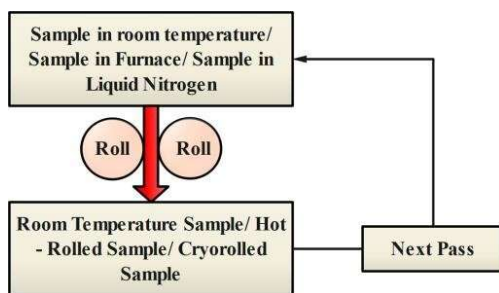 Sample in room temperature/
Sample in Furnace/ Sample in
Liquid Nitrogen
Roll
Roll
Room Temperature Sample/ Hot
- Rolled Sample/ Cryorolled
Sample
Next Pass